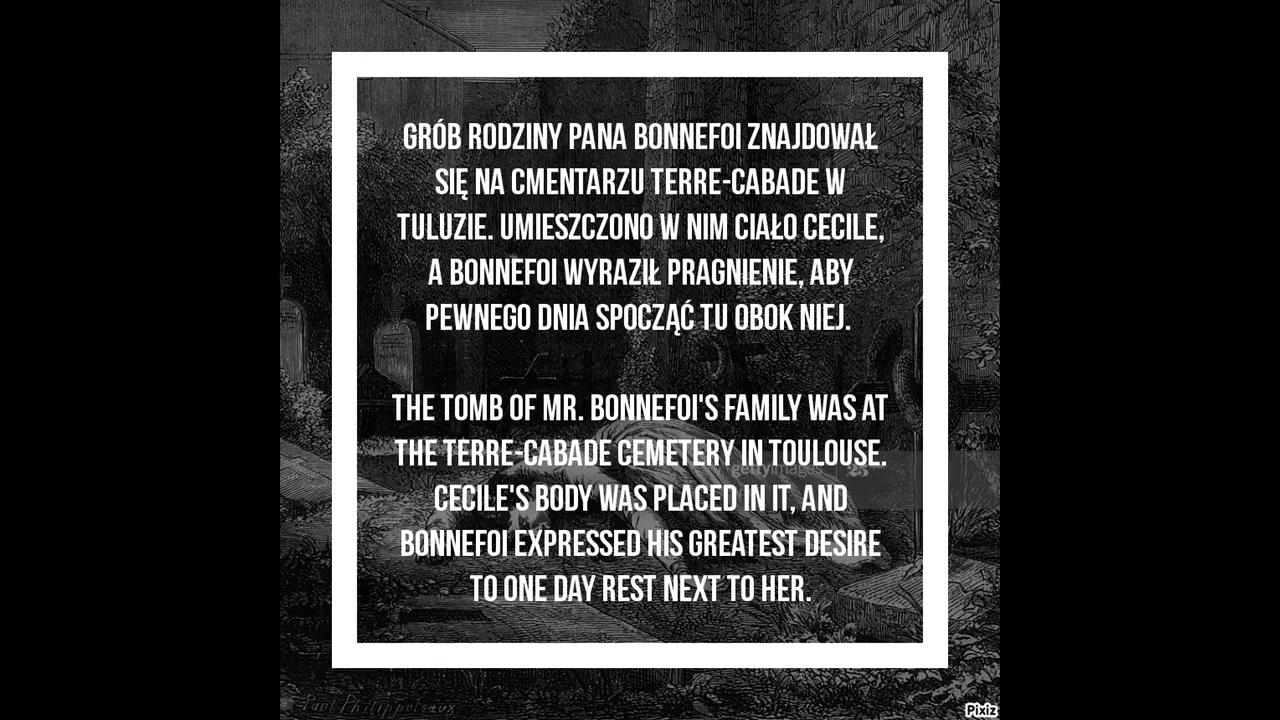 GRÓB RODZINY PANA BONNEFOI ZNAJDOWAŁ
SIĘ NA CMENTARZU TERRE-CABADE W
TULUZIE. UMIESZCZONO W NIM CIAŁO CECILE,
A BONNEFOI WYRAZIŁ PRAGNIENIE, ABY
PEWNEGO DNIA SPOCZĄĆ TU OBOK NIEJ.
THE TOMB OF MR. BONNEFOI'S FAMILY WAS AT
THE TERRE-CABADE CEMETERY IN TOULOUSE.
gettyimages
CECILE'S BODY WAS PLACED IN IT, AND
BONNEFOI EXPRESSED HIS GREATEST DESIRE
TO ONE DAY REST NEXT TO HER.
Paul Philippoteaux
Pixiz